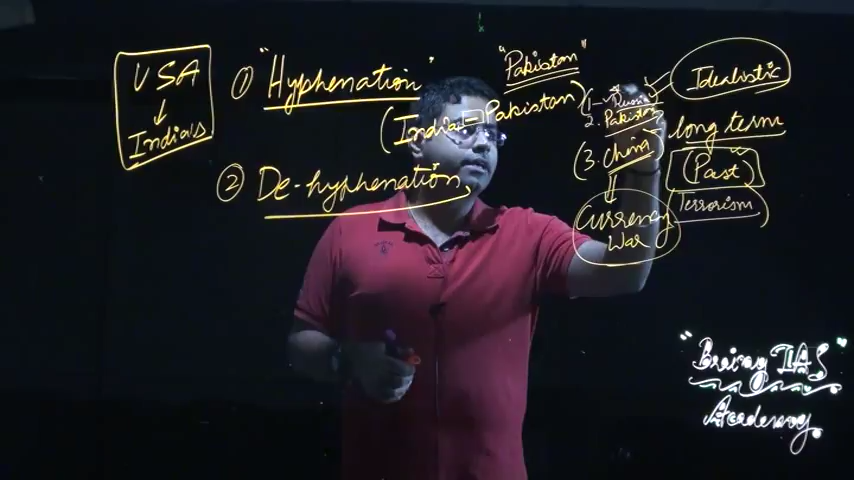 USA
↓
Indians
① "Hyphenation"
(India - Pakistan)
② De-hyphenation,
"Pakistan"
1- Russia
2. Pakistan
(3. China
Currency
War
Idealistic
long term
(Past)
Terrorism)
"Brainy IAS"
Academy.